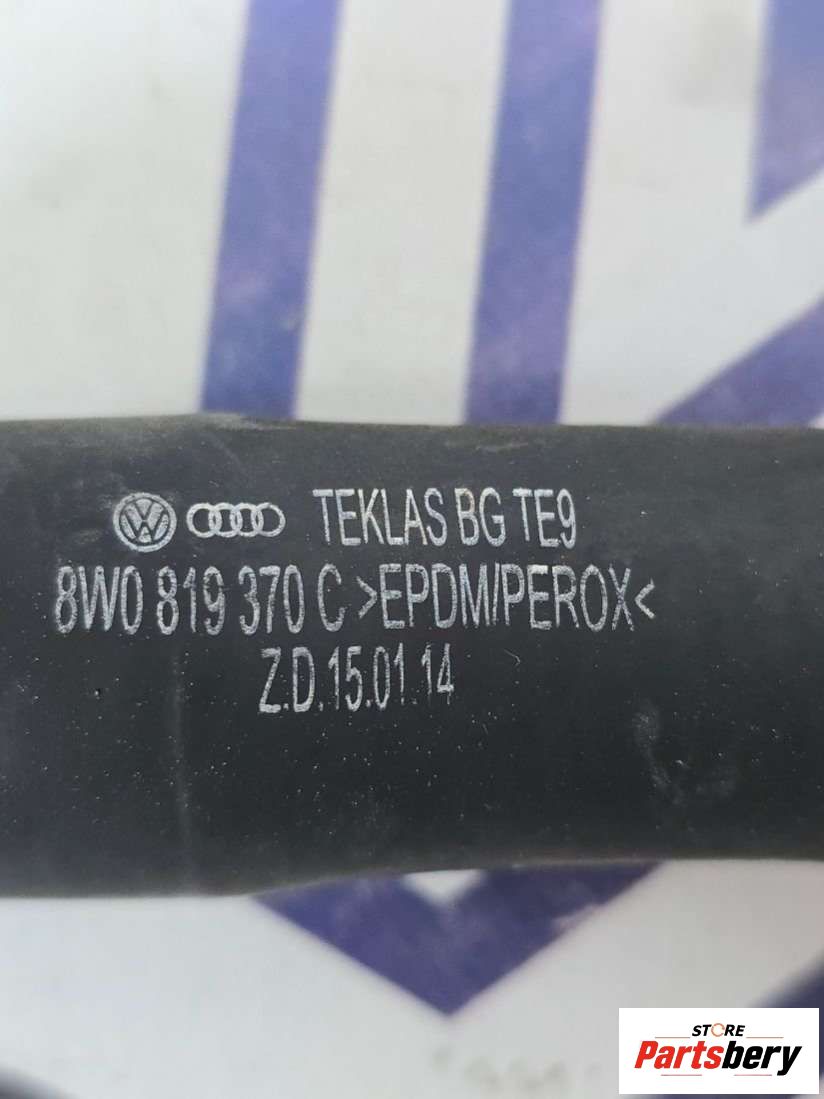 TEKLAS BG TE9
8W0 819 370 C >EPDM/PEROX<
Z.D.15.01.14
STORE
Partsbery